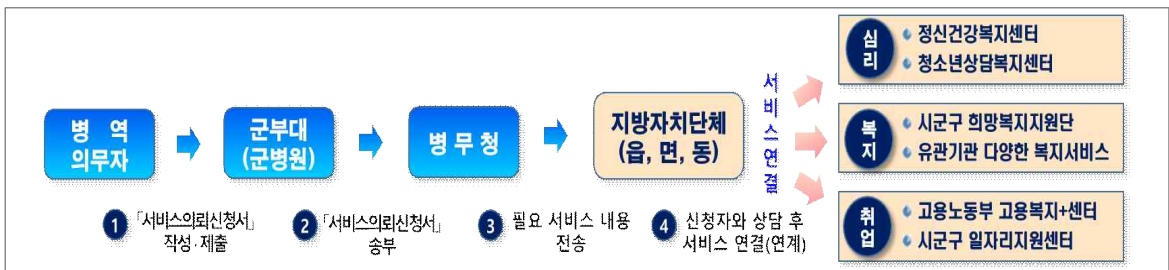 병 역
의무자
군부대
(군병원)
병무청
지방자치단체
(읍, 면, 동)
서비스연결
심리
정신건강복지센터
청소년상담복지센터
복지
시군구 희망복지지원단
유관기관 다양한 복지서비스
취업
고용노동부 고용복지+센터
시군구 일자리지원센터
1 「서비스의뢰신청서」
작성·제출
2 「서비스의뢰신청서」
송부
3 필요 서비스 내용
전송
4 신청자와 상담 후
서비스 연결(연계)